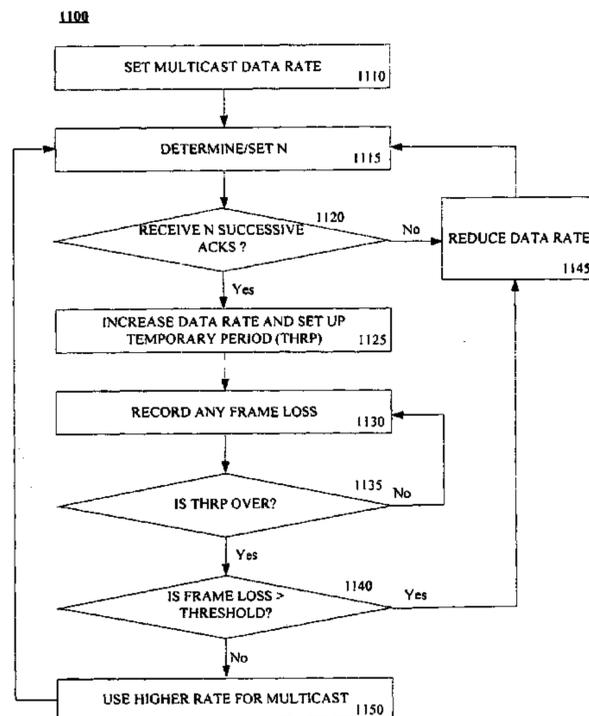 1100
SET MULTICAST DATA RATE
1110
DETERMINE/SET N
1115
1120
RECEIVE N SUCCESSIVE
ACKS ?
No
REDUCE DATA RATE
1145
Yes
INCREASE DATA RATE AND SET UP
TEMPORARY PERIOD (THRP)
1125
RECORD ANY FRAME LOSS
1130
1135
IS THRP OVER?
No
Yes
1140
IS FRAME LOSS >
THRESHOLD?
Yes
No
USE HIGHER RATE FOR MULTICAST
1150